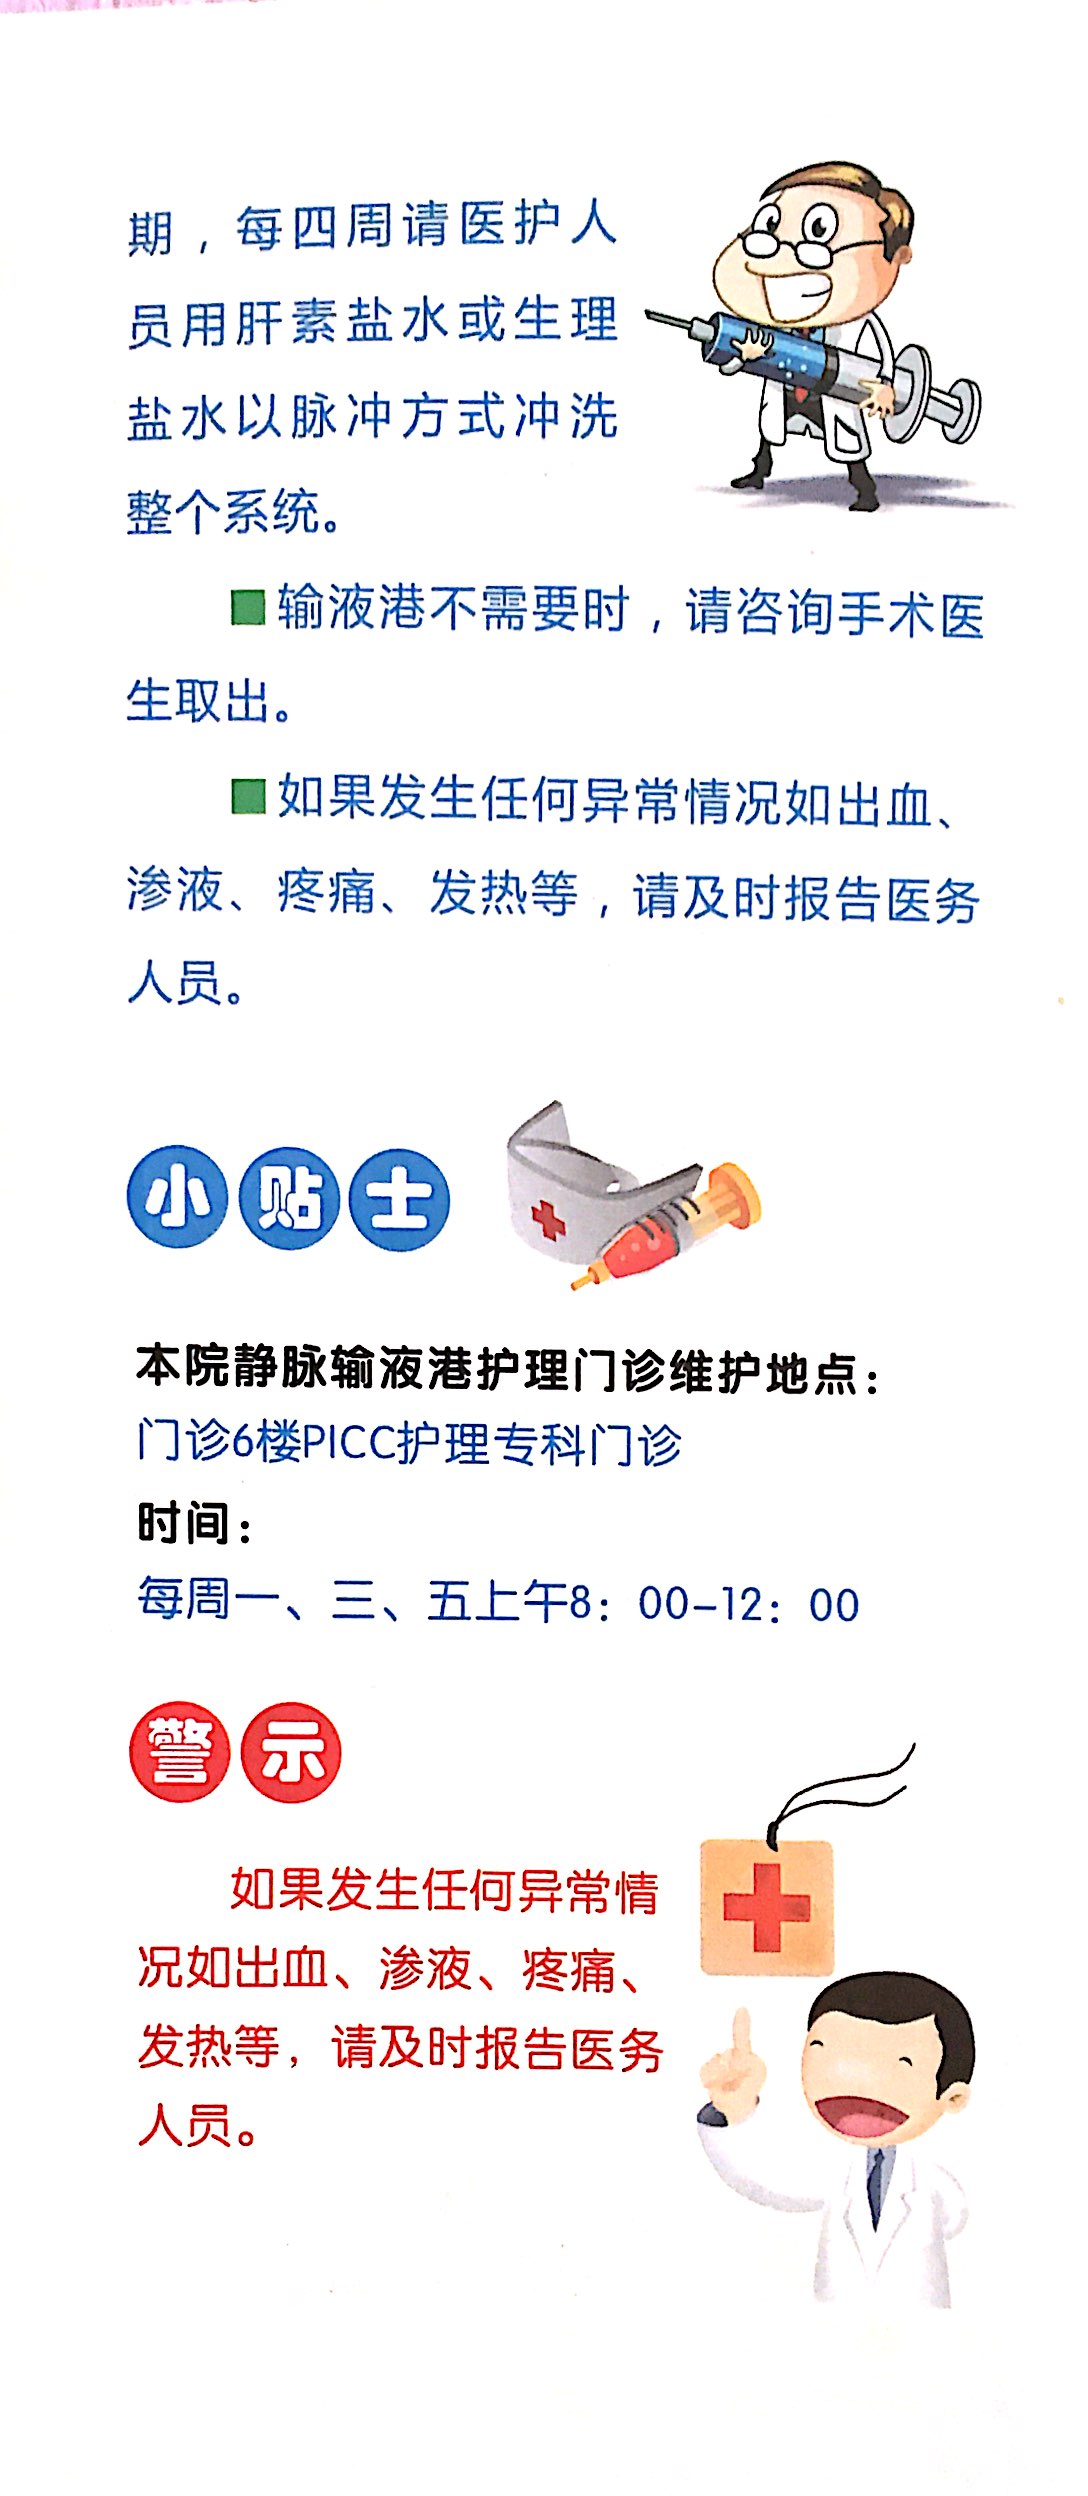 期，每四周请医护人
员用肝素盐水或生理
盐水以脉冲方式冲洗
整个系统。
■输液港不需要时，请咨询手术医
生取出。
■如果发生任何异常情况如出血、
渗液、疼痛、发热等，请及时报告医务
人员。
小贴士
本院静脉输液港护理门诊维护地点：
门诊6楼PICC护理专科门诊
时间：
每周一、三、五上午8：00-12：00
警示
如果发生任何异常情
况如出血、渗液、疼痛、
发热等，请及时报告医务
人员。